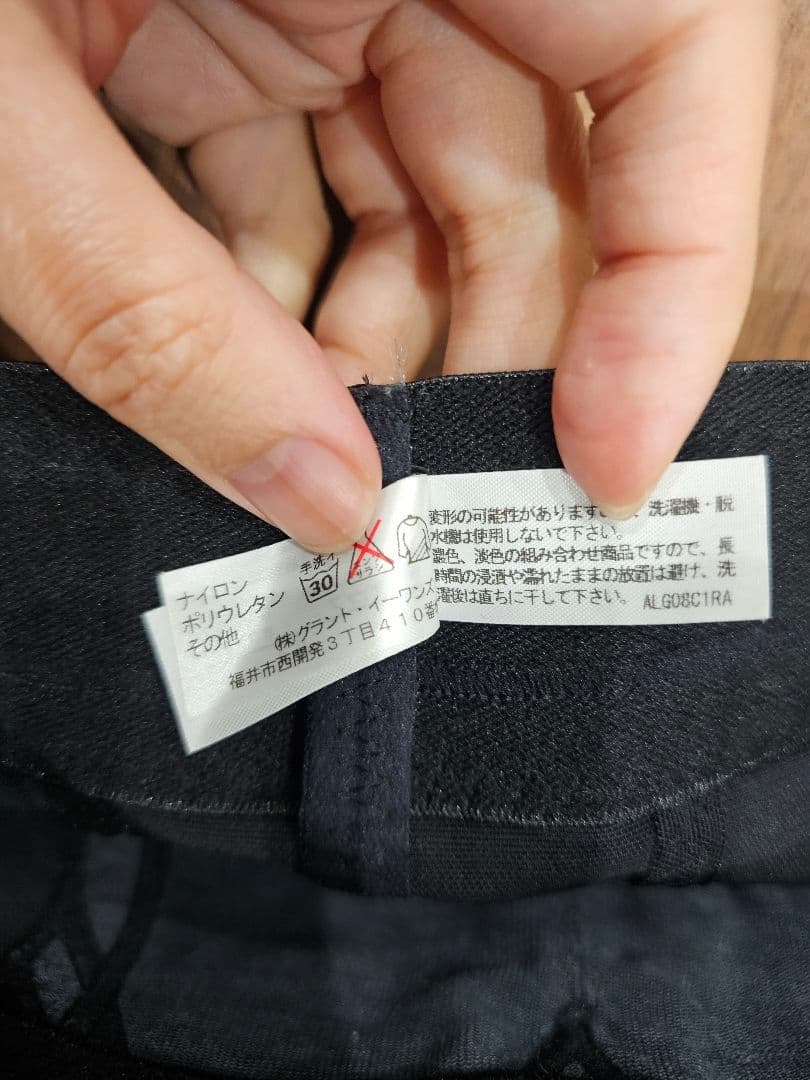 ナイロン
ポリウレタン
その他
手洗イ
30
(株)グラント・イーワンズ
福井市西開発3丁目410番
変形の可能性があります 、洗濯機・脱
水機は使用しないで下さい。
濃色、淡色の組み合わせ商品ですので、長
時間の浸漬や濡れたままの放置は避け、洗
濯後は直ちに干して下さい。 ALG08C1RA